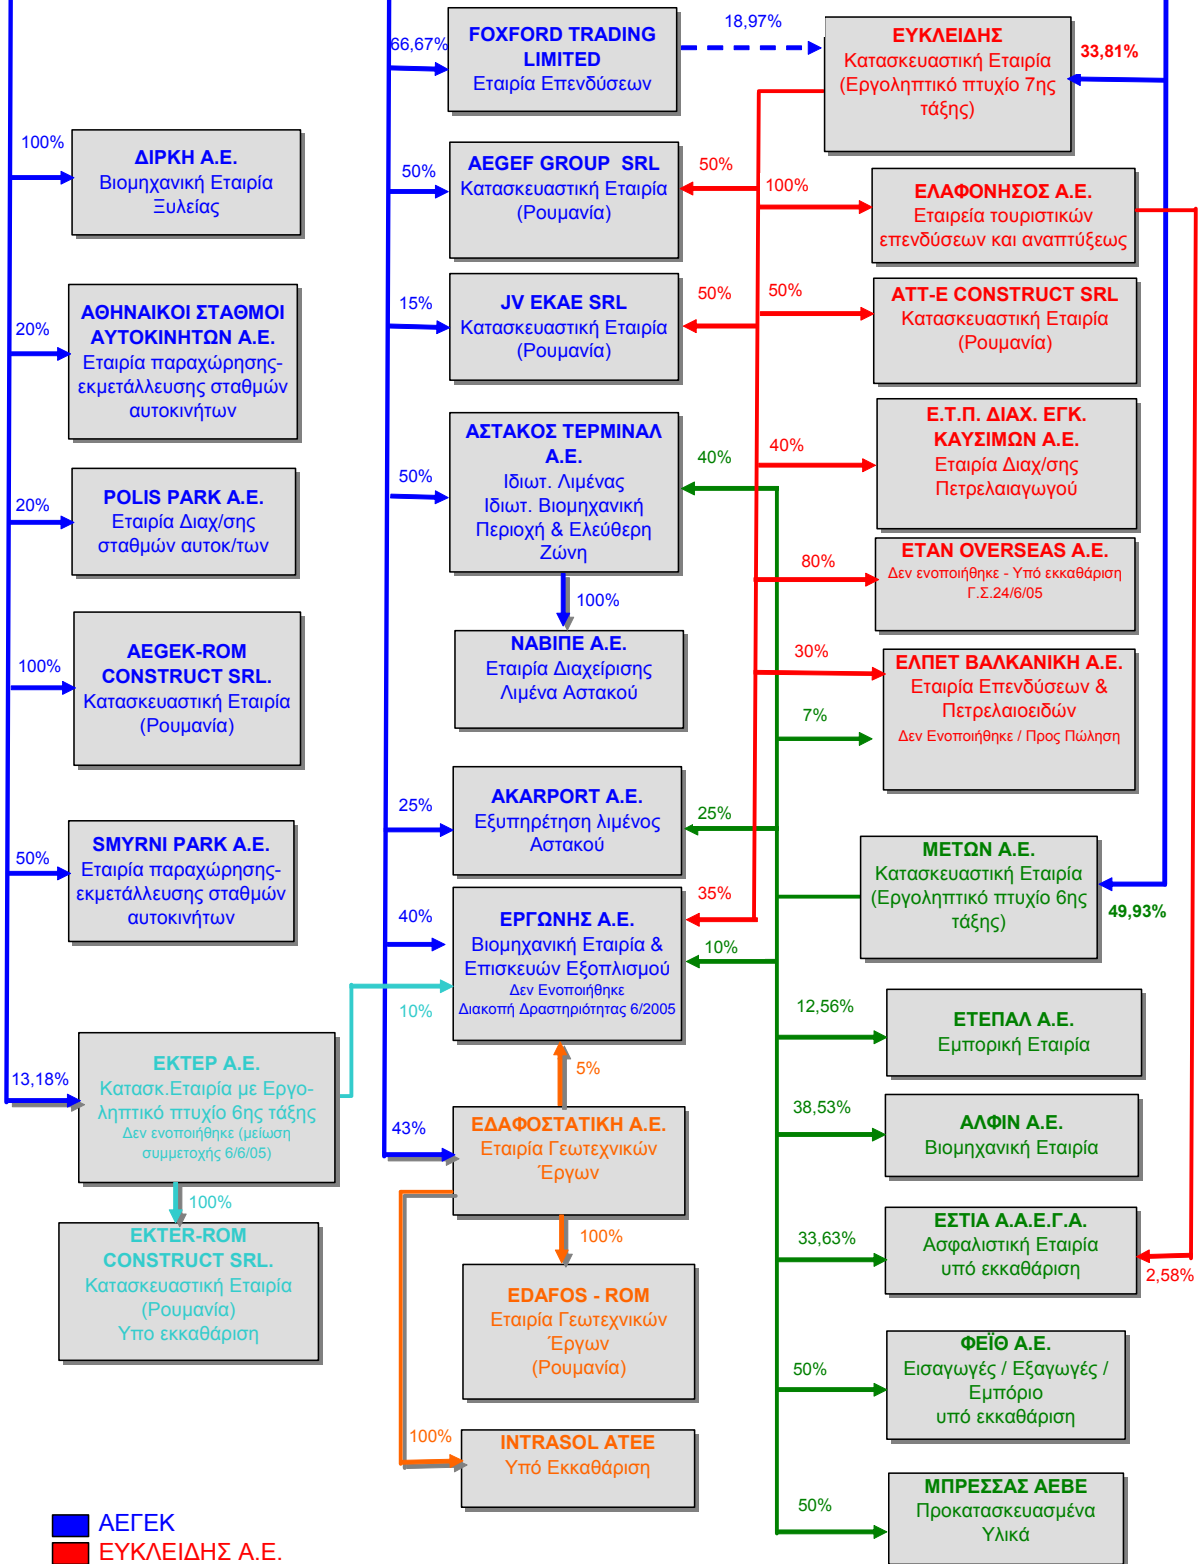 100%
ΔΙΡΚΗ Α.Ε.
Βιομηχανική Εταιρία
Ξυλείας
20%
ΑΘΗΝΑΙΚΟΙ ΣΤΑΘΜΟΙ
ΑΥΤΟΚΙΝΗΤΩΝ Α.Ε.
Εταιρία παραχώρησης-
εκμετάλλευσης σταθμών
αυτοκινήτων
20%
POLIS PARK Α.Ε.
Εταιρία Διαχ/σης
σταθμών αυτοκ/των
100%
AEGEK-ROM
CONSTRUCT SRL.
Κατασκευαστική Εταιρία
(Ρουμανία)
50%
SMYRNI PARK Α.Ε.
Εταιρία παραχώρησης-
εκμετάλλευσης σταθμών
αυτοκινήτων
13,18%
ΕΚΤΕΡ Α.Ε.
Κατασκ.Εταιρία με Εργο-
ληπτικό πτυχίο 6ης τάξης
Δεν ενοποιήθηκε (μείωση
συμμετοχής 6/6/05)
100%
EKTER-ROM
CONSTRUCT SRL.
Κατασκευαστική Εταιρία
(Ρουμανία)
Υπο εκκαθάριση
66,67%
FOXFORD TRADING
LIMITED
Εταιρία Επενδύσεων
18,97%
50%
AEGEF GROUP SRL
Κατασκευαστική Εταιρία
(Ρουμανία)
50%
15%
JV EKAE SRL
Κατασκευαστική Εταιρία
(Ρουμανία)
50%
50%
ΑΣΤΑΚΟΣ ΤΕΡΜΙΝΑΛ
Α.Ε.
Ιδιωτ. Λιμένας
Ιδιωτ. Βιομηχανική
Περιοχή & Ελεύθερη
Ζώνη
40%
100%
ΝΑΒΙΠΕ Α.Ε.
Εταιρία Διαχείρισης
Λιμένα Αστακού
25%
AKARPORT Α.Ε.
Εξυπηρέτηση λιμένος
Αστακού
25%
40%
ΕΡΓΩΝΗΣ Α.Ε.
Βιομηχανική Εταιρία &
Επισκευών Εξοπλισμού
Δεν Ενοποιήθηκε
Διακοπή Δραστηριότητας 6/2005
35%
10%
10%
5%
43%
ΕΔΑΦΟΣΤΑΤΙΚΗ Α.Ε.
Εταιρία Γεωτεχνικών
Έργων
100%
EDAFOS - ROM
Εταιρία Γεωτεχνικών
Έργων
(Ρουμανία)
100%
INTRASOL ATEE
Υπό Εκκαθάριση
ΕΥΚΛΕΙΔΗΣ
Κατασκευαστική Εταιρία
(Εργοληπτικό πτυχίο 7ης
τάξης)
33,81%
100%
ΕΛΑΦΟΝΗΣΟΣ Α.Ε.
Εταιρεία τουριστικών
επενδύσεων και αναπτύξεως
50%
ATT-E CONSTRUCT SRL
Κατασκευαστική Εταιρία
(Ρουμανία)
40%
Ε.Τ.Π. ΔΙΑΧ. ΕΓΚ.
ΚΑΥΣΙΜΩΝ Α.Ε.
Εταιρία Διαχ/σης
Πετρελαιαγωγού
80%
ΕΤΑΝ OVERSEAS Α.Ε.
Δεν ενοποιήθηκε - Υπό εκκαθάριση
Γ.Σ.24/6/05
30%
ΕΛΠΕΤ ΒΑΛΚΑΝΙΚΗ Α.Ε.
Εταιρία Επενδύσεων &
Πετρελαιοειδών
Δεν Ενοποιήθηκε / Προς Πώληση
7%
ΜΕΤΩΝ Α.Ε.
Κατασκευαστική Εταιρία
(Εργοληπτικό πτυχίο 6ης
τάξης)
49,93%
12,56%
ΕΤΕΠΑΛ Α.Ε.
Εμπορική Εταιρία
38,53%
ΑΛΦΙΝ Α.Ε.
Βιομηχανική Εταιρία
33,63%
ΕΣΤΙΑ Α.Α.Ε.Γ.Α.
Ασφαλιστική Εταιρία
υπό εκκαθάριση
2,58%
50%
ΦΕΪΘ Α.Ε.
Εισαγωγές / Εξαγωγές /
Εμπόριο
υπό εκκαθάριση
50%
ΜΠΡΕΣΣΑΣ ΑΕΒΕ
Προκατασκευασμένα
Υλικά
ΑΕΓΕΚ
ΕΥΚΛΕΙΔΗΣ Α.Ε.